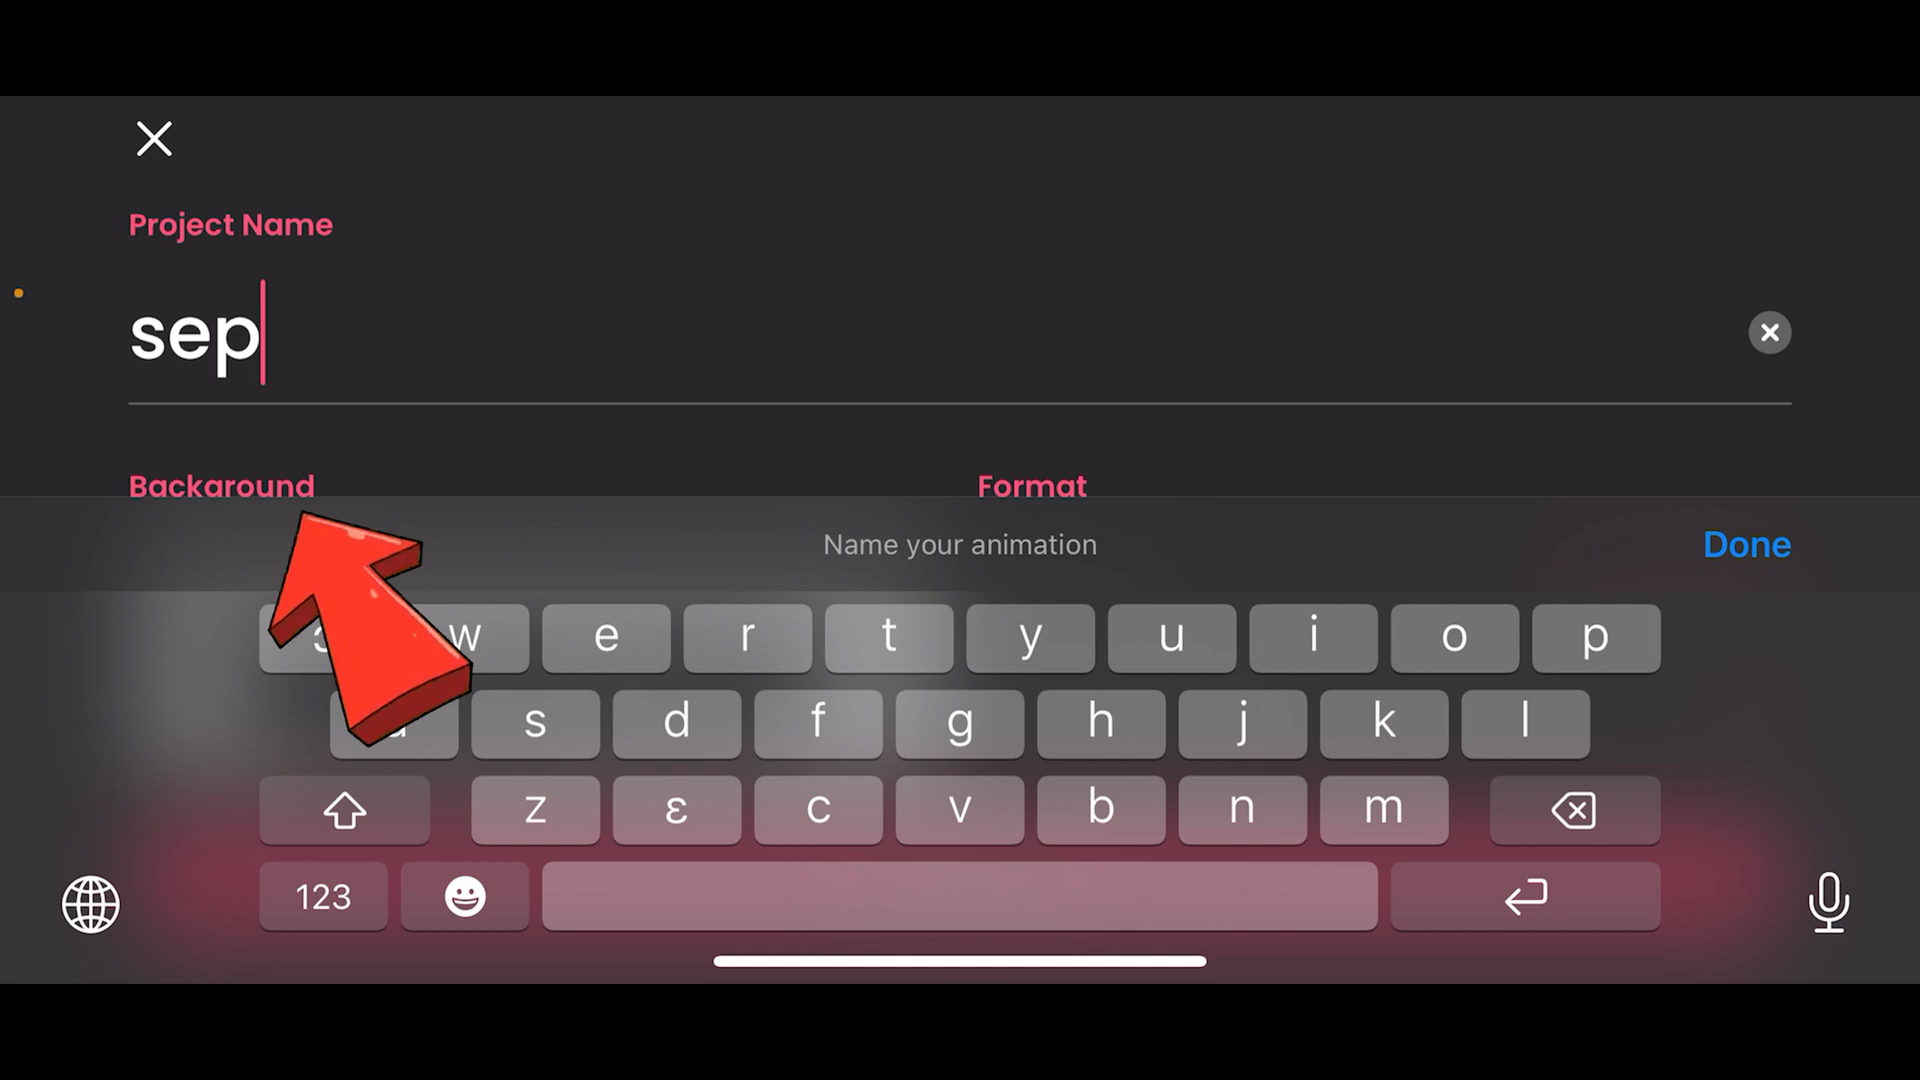 Project Name
sep
Background Format
Name your animation Done
w e r t y u i o p
s d f g h j k l
z ɛ c v b n m
123